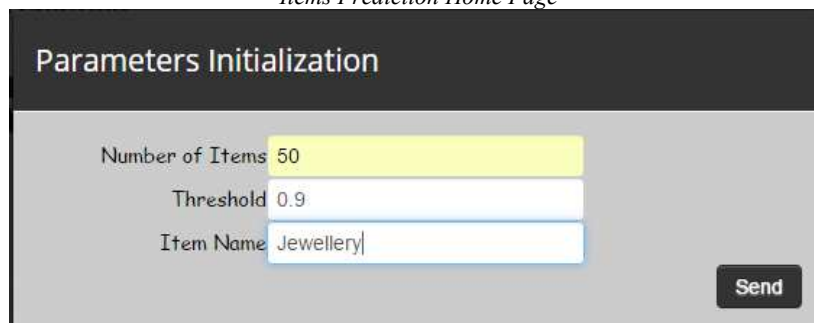 Items Prediction Home Page
Parameters Initialization
Number of Items 50
Threshold 0.9
Item Name Jewellery
Send